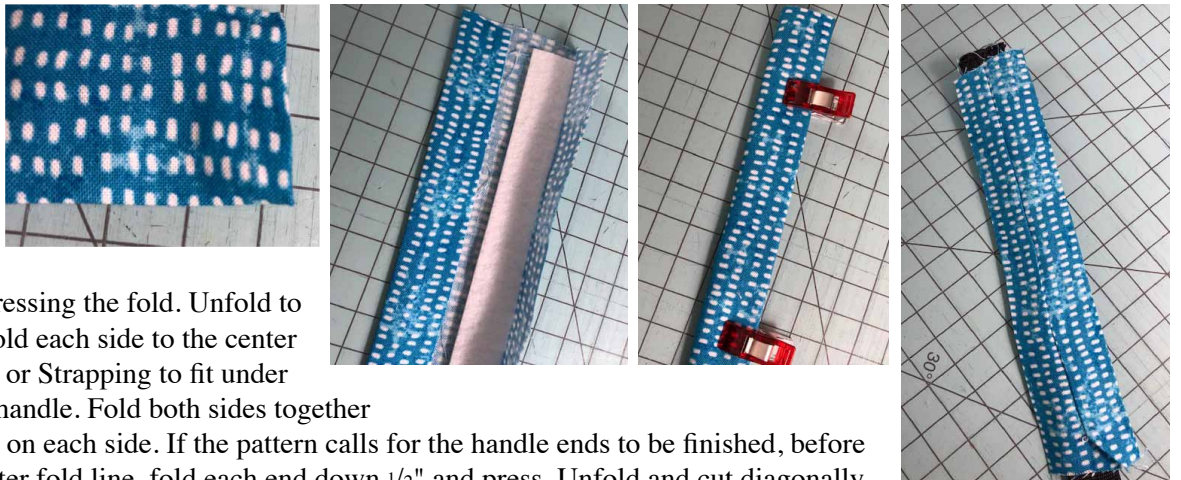 ressing the fold. Unfold to
old each side to the center
or Strapping to fit under
handle. Fold both sides together
on each side. If the pattern calls for the handle ends to be finished, before
ter fold line, fold each end down 1/2" and press. Unfold and cut diagonally
30°